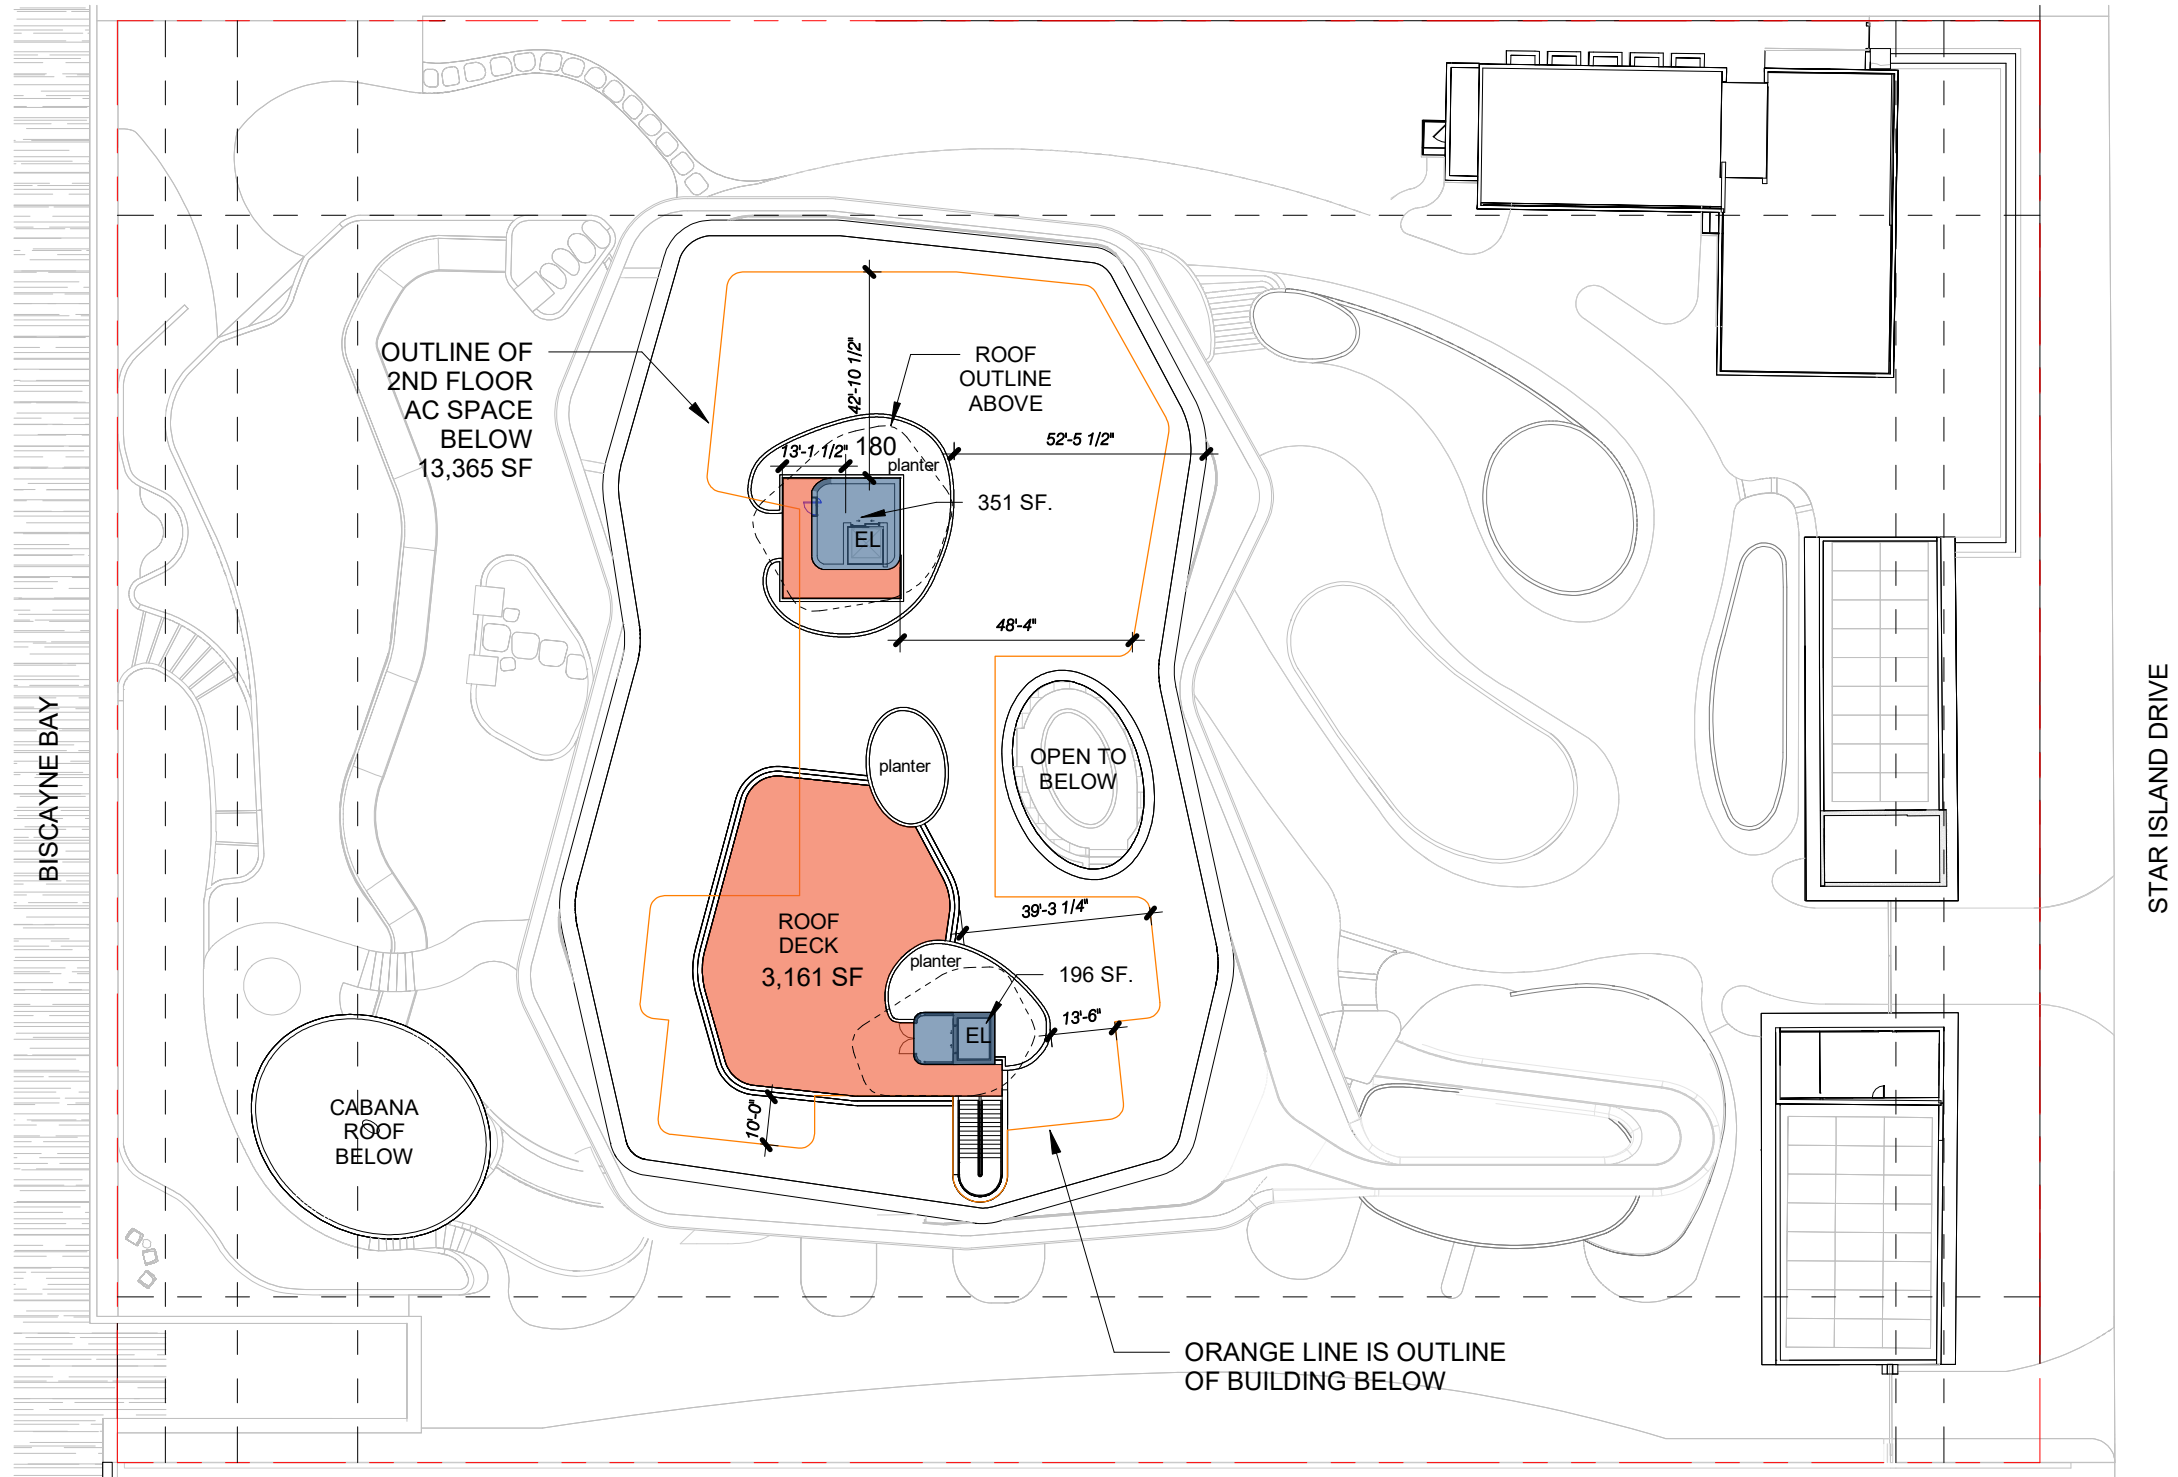 OUTLINE OF
2ND FLOOR
AC SPACE
BELOW
13,365 SF
42'-10 1/2"
ROOF
OUTLINE
ABOVE
13'-1 1/2"
180
planter
52'-5 1/2"
351 SF.
EL
48'-4"
BISCAYNE BAY
STAR ISLAND DRIVE
planter
OPEN TO
BELOW
ROOF
DECK
3,161 SF
39'-3 1/4"
planter
196 SF.
13'-6"
EL
10'-0"
CABANA
ROOF
BELOW
ORANGE LINE IS OUTLINE
OF BUILDING BELOW